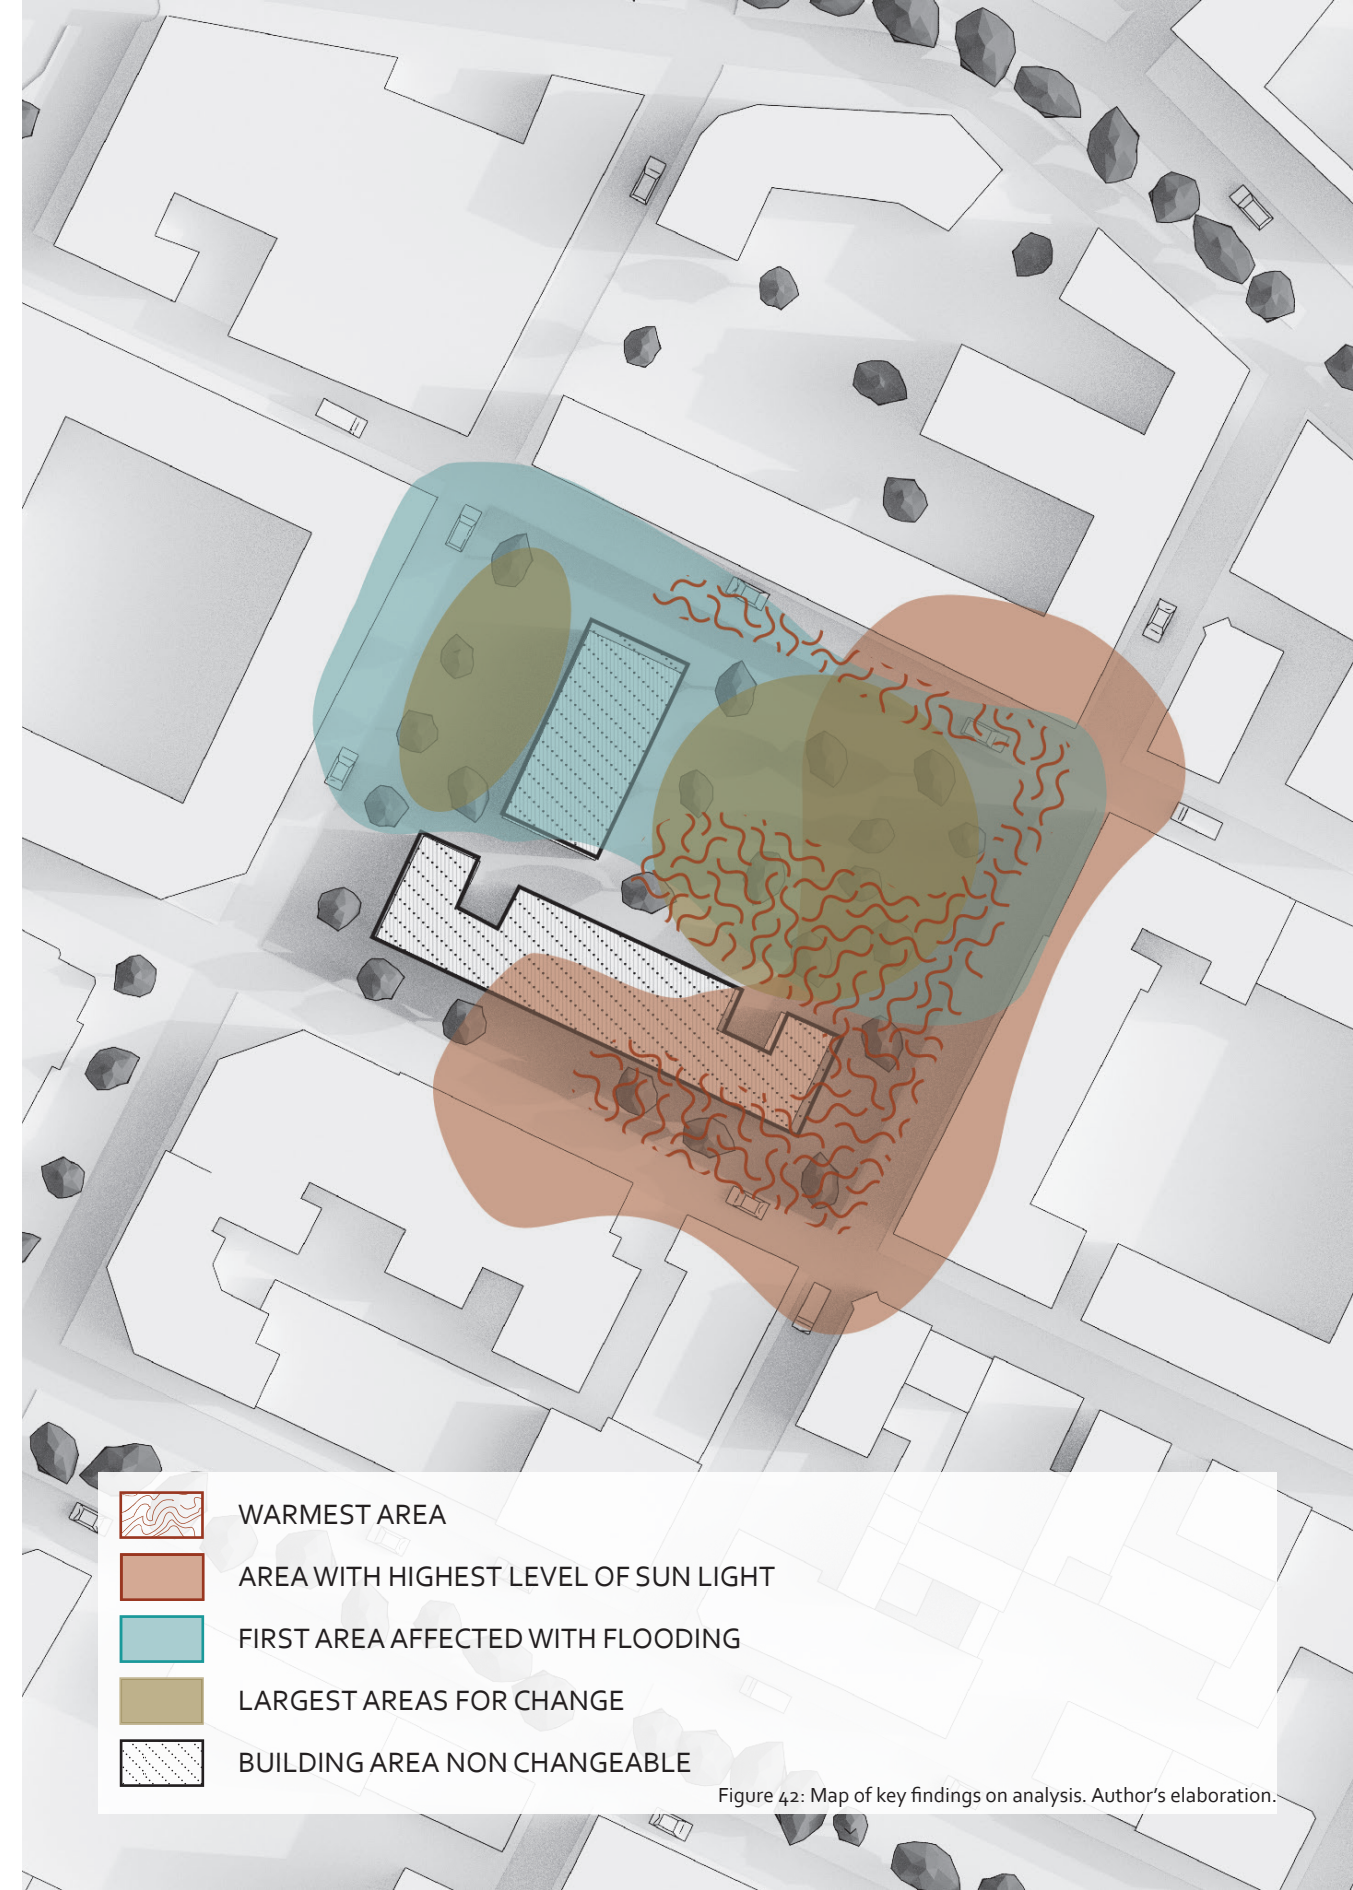 WARMEST AREA
AREA WITH HIGHEST LEVEL OF SUN LIGHT
FIRST AREA AFFECTED WITH FLOODING
LARGEST AREAS FOR CHANGE
BUILDING AREA NON CHANGEABLE
Figure 42: Map of key findings on analysis. Author's elaboration.